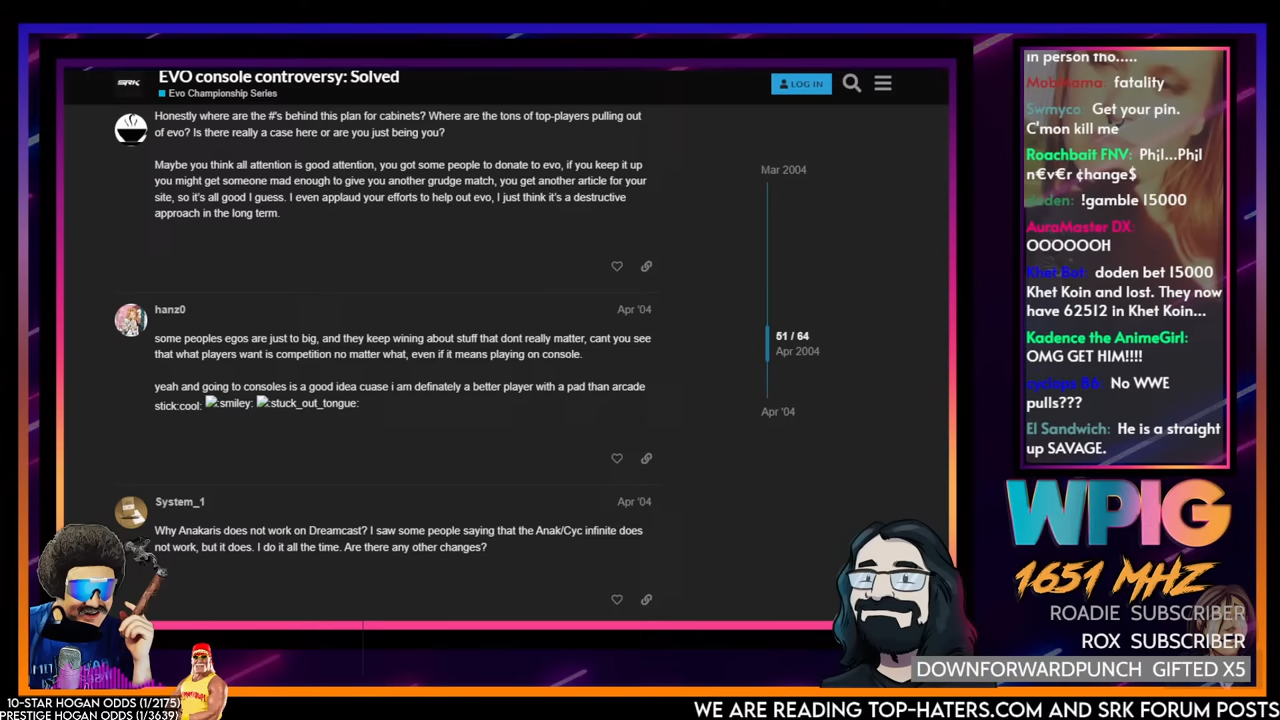 EVO console controversy: Solved
SRK
Evo Championship Series
LOG IN
Honestly where are the #'s behind this plan for cabinets? Where are the tons of top-players pulling out
of evo? Is there really a case here or are you just being you?
Maybe you think all attention is good attention, you got some people to donate to evo, if you keep it up
you might get someone mad enough to give you another grudge match, you get another article for your
site, so it's all good I guess. I even applaud your efforts to help out evo, I just think it's a destructive
approach in the long term.
hanz0
Apr '04
some peoples egos are just to big, and they keep wining about stuff that dont really matter, cant you see
that what players want is competition no matter what, even if it means playing on console.
yeah and going to consoles is a good idea cuase i am definately a better player with a pad than arcade
stick:cool: :smiley: :stuck_out_tongue:
System_1
Apr '04
Why Anakaris does not work on Dreamcast? I saw some people saying that the Anak/Cyc infinite does
not work, but it does. I do it all the time. Are there any other changes?
Mar 2004
51 / 64
Apr 2004
Apr '04
in person tho.....
MobMama: fatality
Swmyco: Get your pin.
C'mon kill me
Roachbait FNV: Ph¡l...Ph¡l
n€v€r ¢hange$
doden: !gamble 15000
AuraMaster DX:
OOOOOOH
Khet Bot: doden bet 15000
Khet Koin and lost. They now
have 62512 in Khet Koin...
Kadence the AnimeGirl:
OMG GET HIM!!!!
cyclops 86: No WWE
pulls???
El Sandwich: He is a straight
up SAVAGE.
WPIG
1651 MHZ
ROADIE SUBSCRIBER
ROX SUBSCRIBER
DOWNFORWARDPUNCH GIFTED X5
10-STAR HOGAN ODDS (1/2175)
PRESTIGE HOGAN ODDS (1/3639)
WE ARE READING TOP-HATERS.COM AND SRK FORUM POSTS